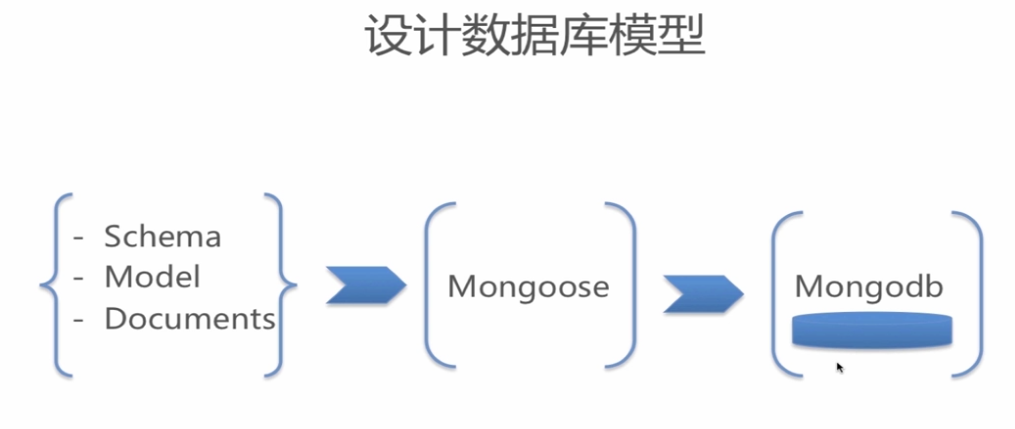 设计数据库模型
- Schema
- Model
- Documents
Mongoose
Mongodb